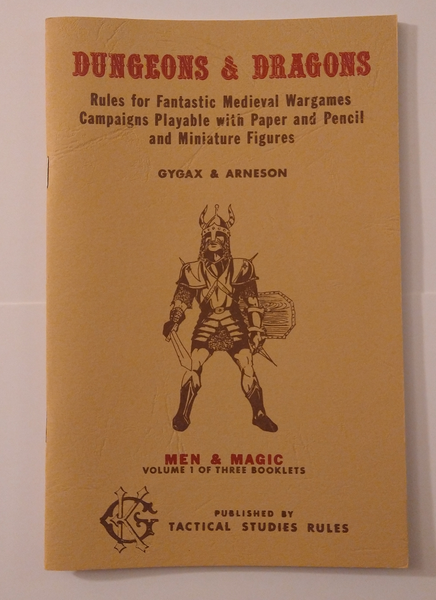 DUNGEONS & DRAGONS
Rules for Fantastic Medieval Wargames
Campaigns Playable with Paper and Pencil
and Miniature Figures
GYGAX & ARNESON
MEN & MAGIC
VOLUME 1 OF THREE BOOKLETS
GK
PUBLISHED BY
TACTICAL STUDIES RULES